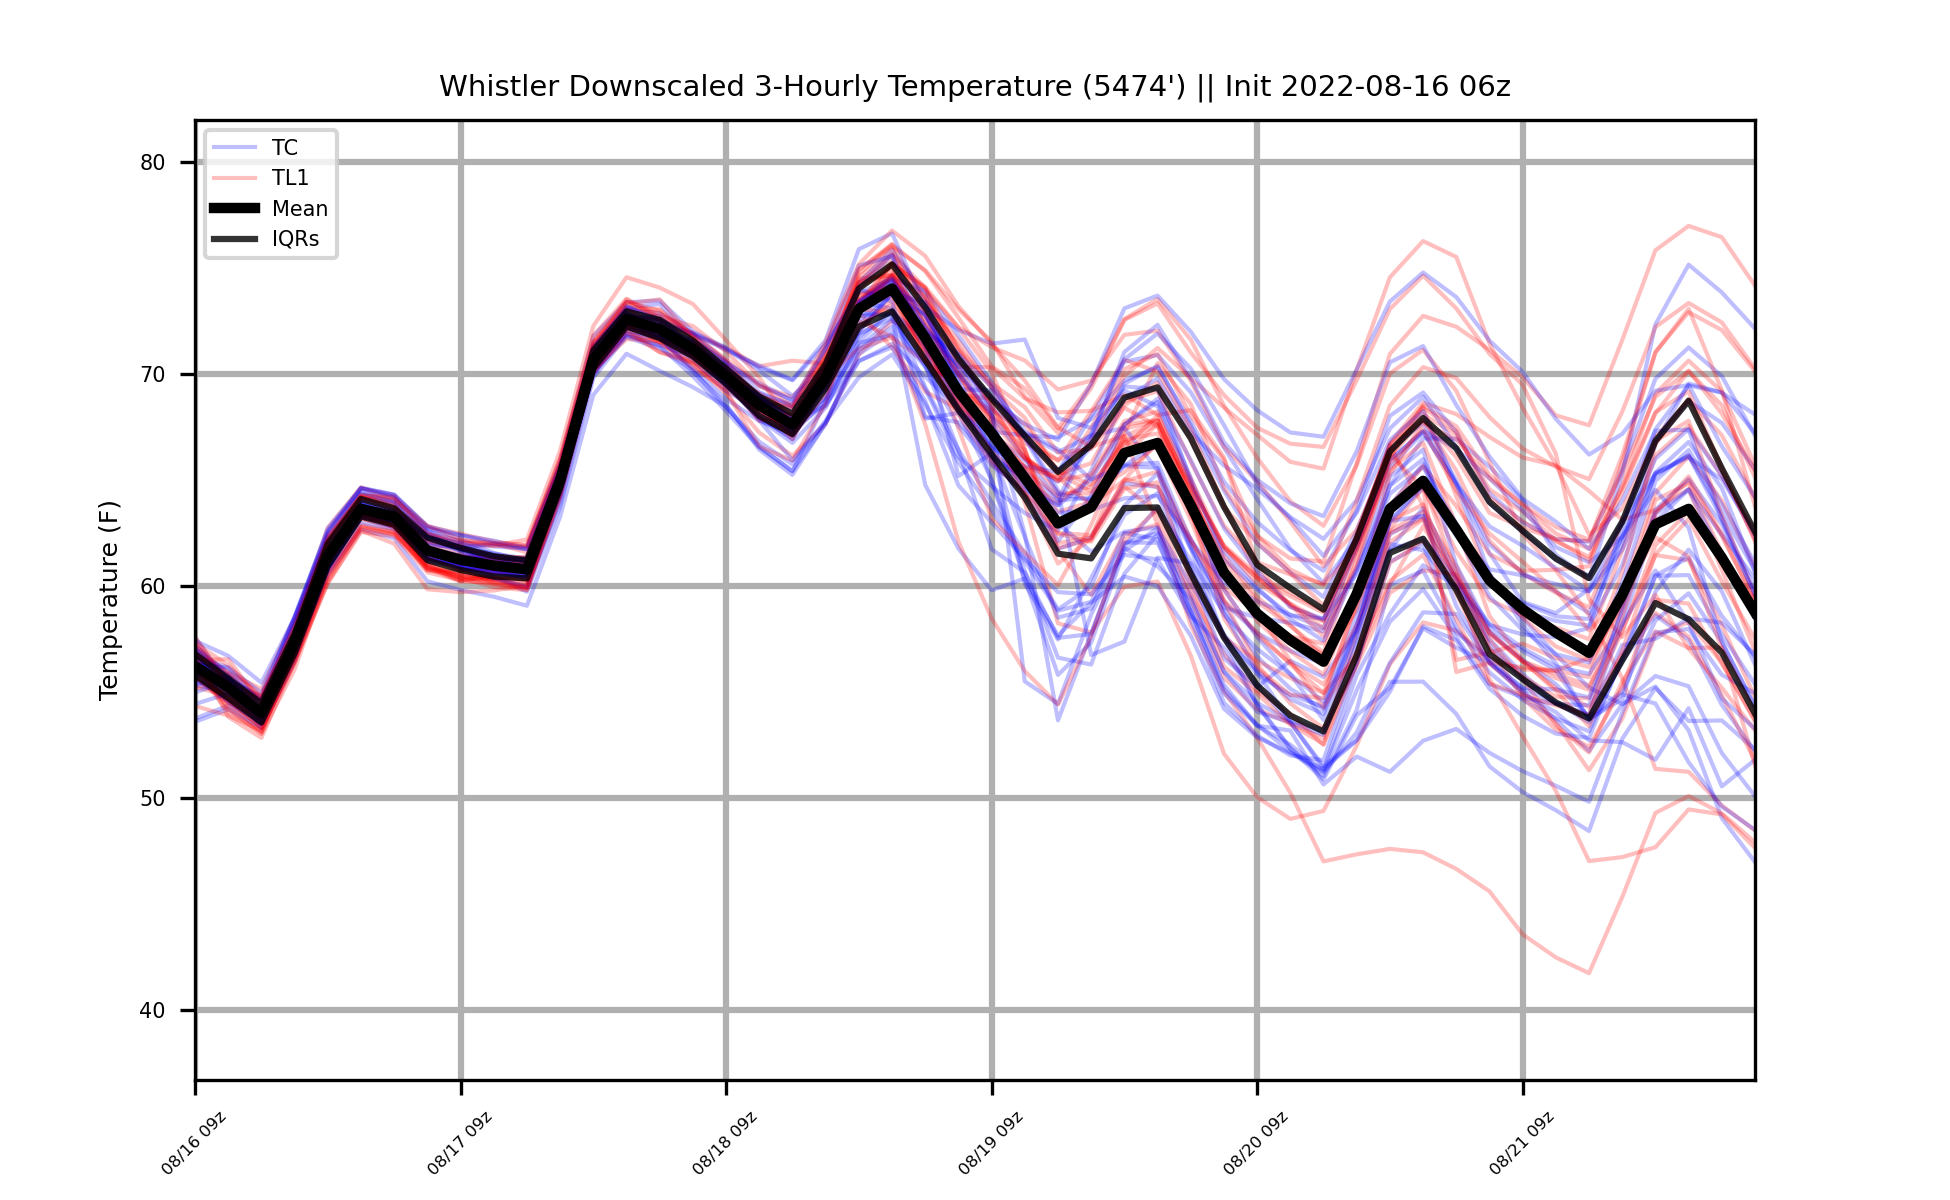 Whistler Downscaled 3-Hourly Temperature (5474') || Init 2022-08-16 06z
TC
TL1
Mean
IQRs
Temperature (F)
80
70
60
50
40
08/16 09z
08/17 09z
08/18 09z
08/19 09z
08/20 09z
08/21 09z